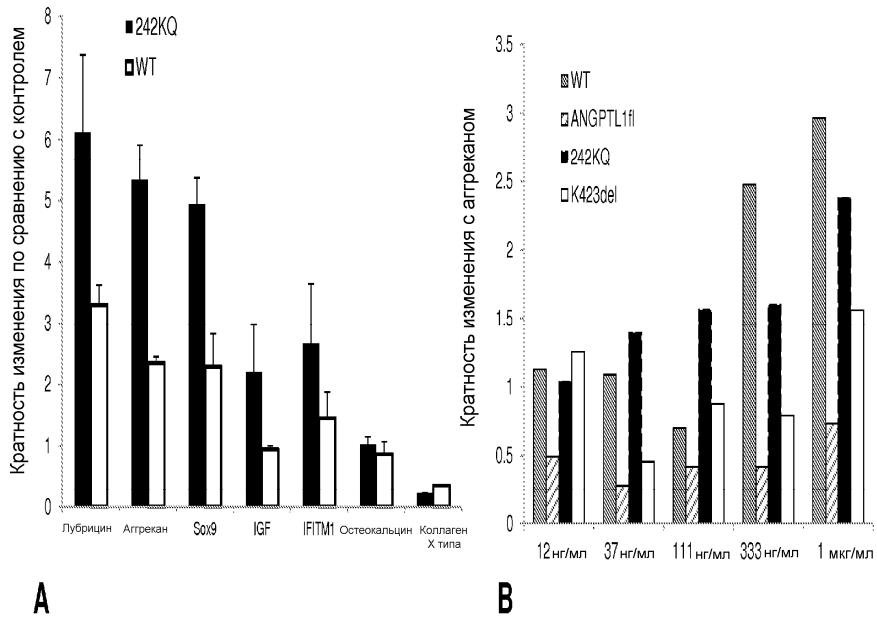 Кратность изменения по сравнению с контролем
8
7
6
5
4
3
2
1
0
242KQ
WT
Лубрицин Аггрекан Sox9 IGF IFITM1 Остеокальцин Коллаген
X типа
A
Кратность изменения с аггреканом
3.5
3
2.5
2
1.5
1
0.5
0
WT
ANGPTL1fl
242KQ
K423del
12 нг/мл 37 нг/мл 111 нг/мл 333 нг/мл 1 мкг/мл
B